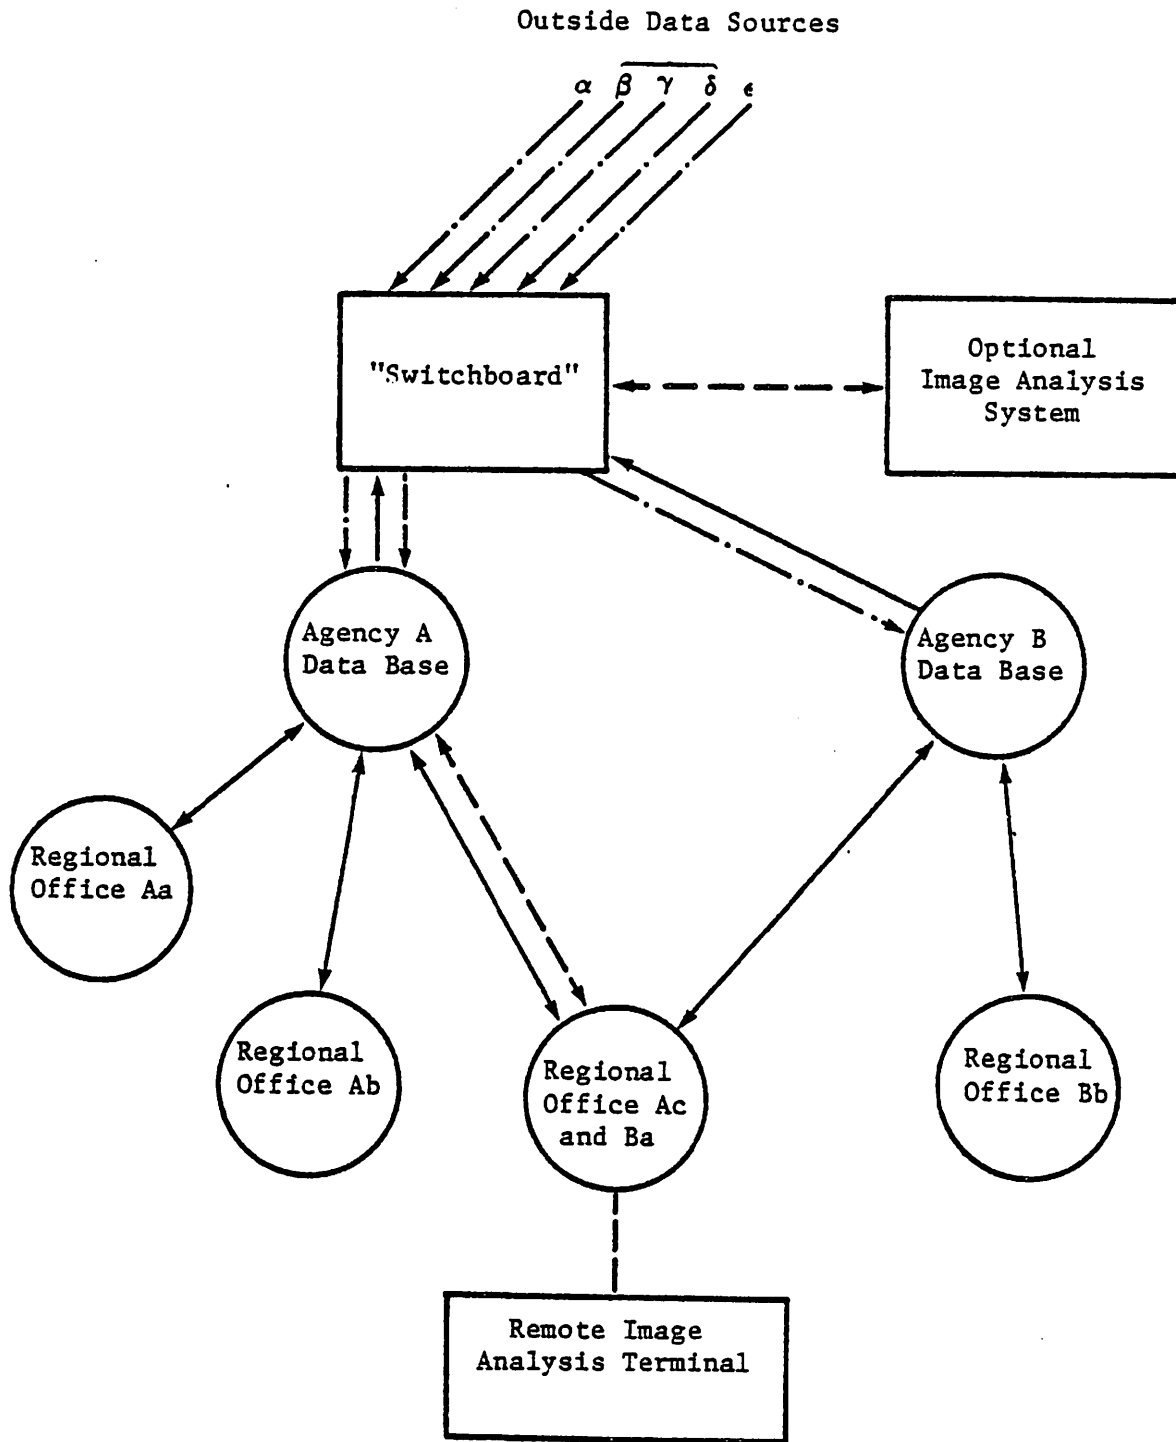 Outside Data Sources
α β γ δ ϵ
"Switchboard"
Optional
Image Analysis
System
Agency A
Data Base
Agency B
Data Base
Regional
Office Aa
Regional
Office Ab
Regional
Office Ac
and Ba
Regional
Office Bb
Remote Image
Analysis Terminal